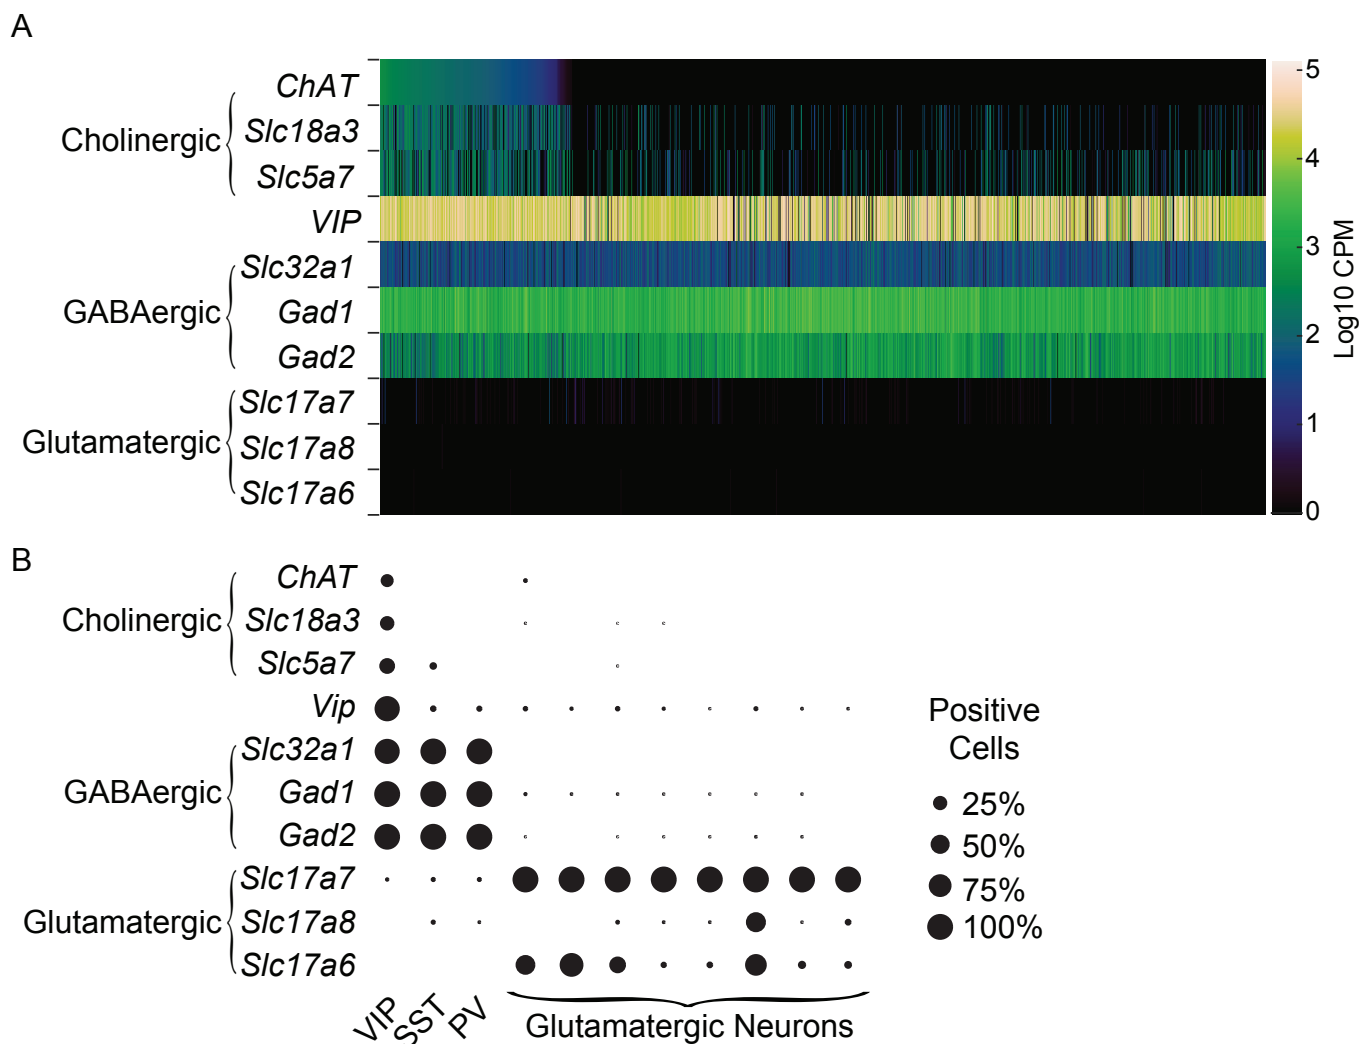 A
Cholinergic
ChAT
Slc18a3
Slc5a7
VIP
GABAergic
Slc32a1
Gad1
Gad2
Glutamatergic
Slc17a7
Slc17a8
Slc17a6
5
4
3
2
1
0
Log10 CPM
B
Cholinergic
ChAT
Slc18a3
Slc5a7
Vip
GABAergic
Slc32a1
Gad1
Gad2
Glutamatergic
Slc17a7
Slc17a8
Slc17a6
VIP
SST
PV
Glutamatergic Neurons
Positive
Cells
25%
50%
75%
100%